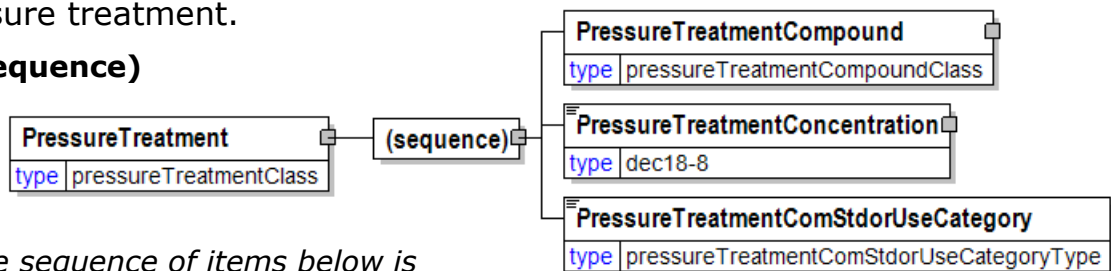 sure treatment.
equence)
PressureTreatment
type pressureTreatmentClass
(sequence)
PressureTreatmentCompound
type pressureTreatmentCompoundClass
PressureTreatmentConcentration
type dec18-8
PressureTreatmentComStdorUseCategory
type pressureTreatmentComStdorUseCategoryType
e sequence of items below is